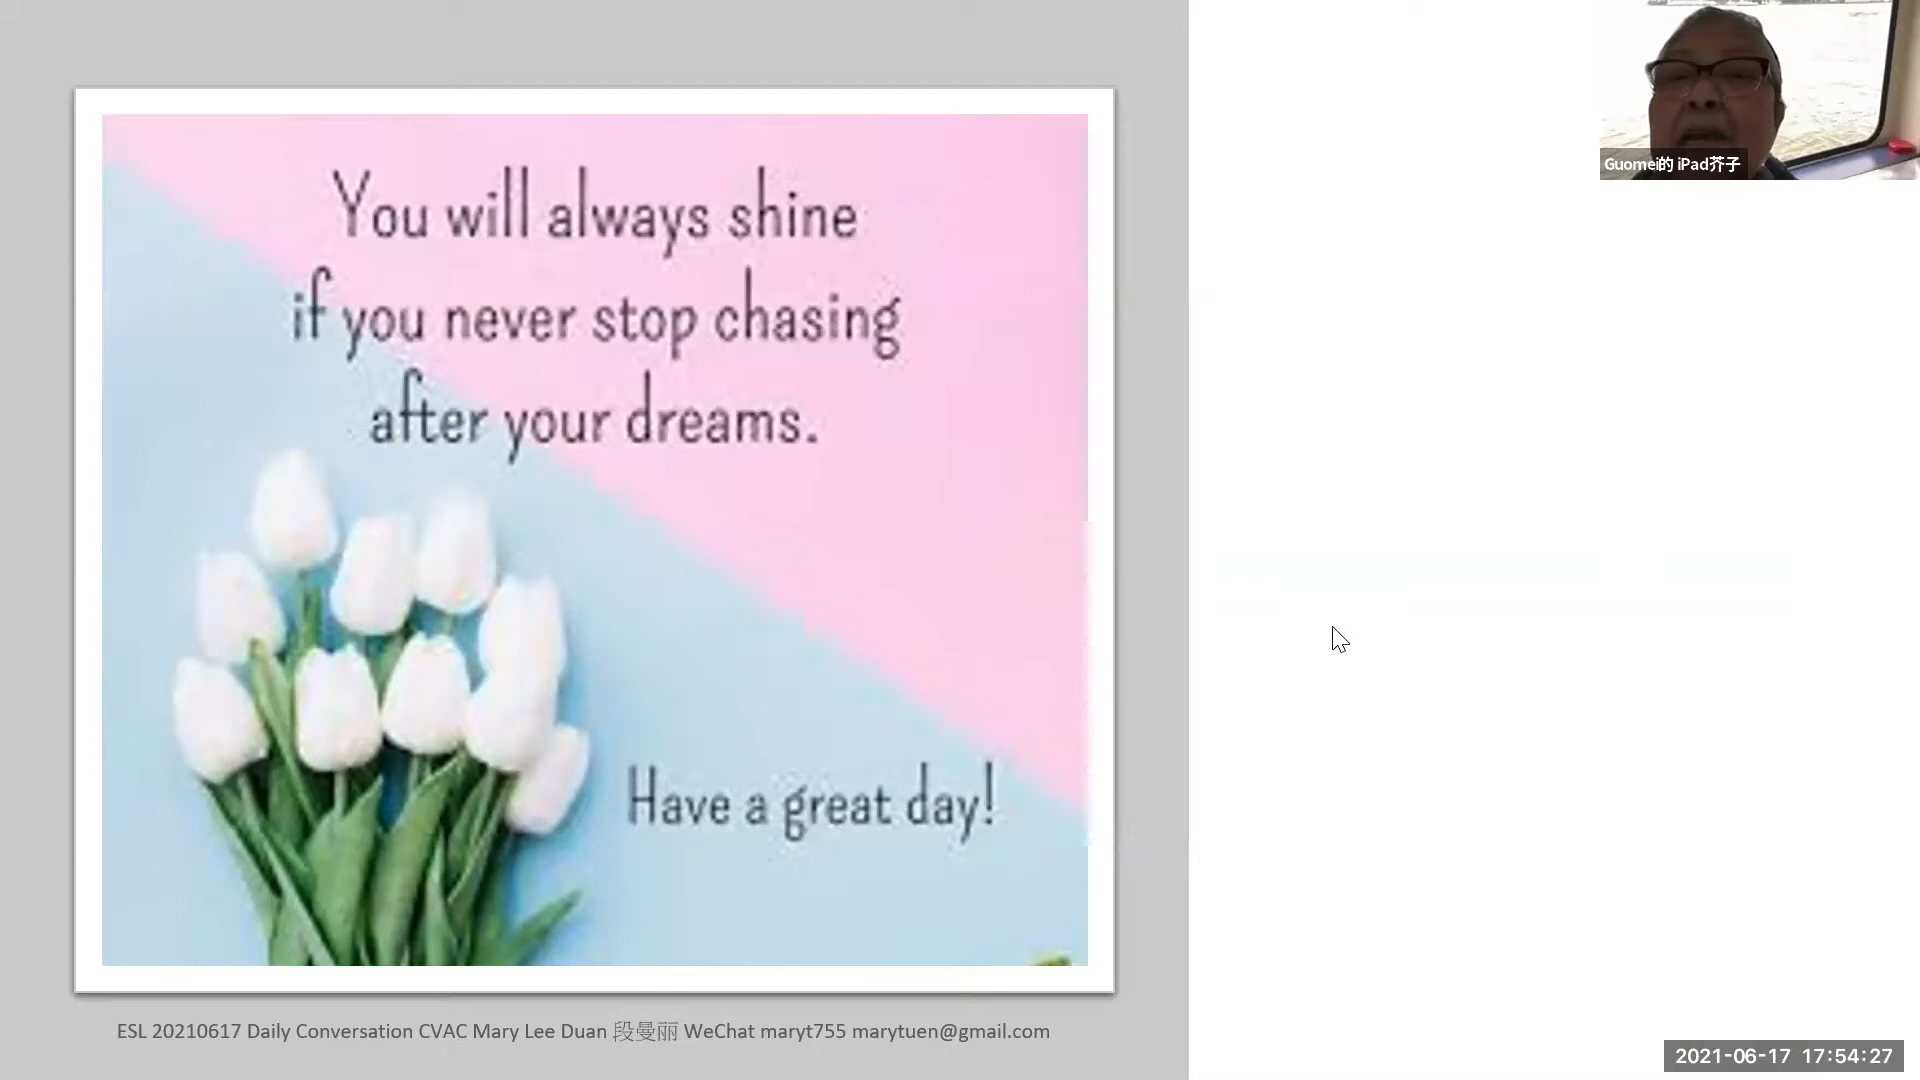 You will always shine
if you never stop chasing
after your dreams.
Have a great day!
ESL 20210617 Daily Conversation CVAC Mary Lee Duan 段曼丽 WeChat maryt755 marytuen@gmail.com
Guomei的 iPad芥子
2021-06-17 17:54:27